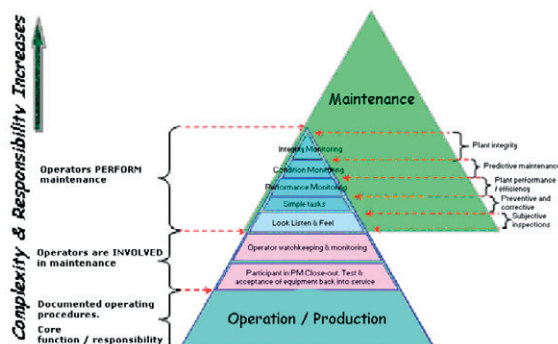 Complexity & Responsibility Increases
Maintenance
Integrity Monitoring
Condition Monitoring
Performance Monitoring
Simple tasks
Look Listen & Feel
Operator watchkeeping & monitoring
Participant in PM Close-out. Test &
acceptance of equipment back into service
Operation / Production
Operators PERFORM
maintenance
Operators are INVOLVED
in maintenance
Documented operating
procedures.
Core
function / responsibility
Plant integrity
Predictive maintenance
Plant performance
/ efficiency
Preventive and
corrective
Subjective
inspections